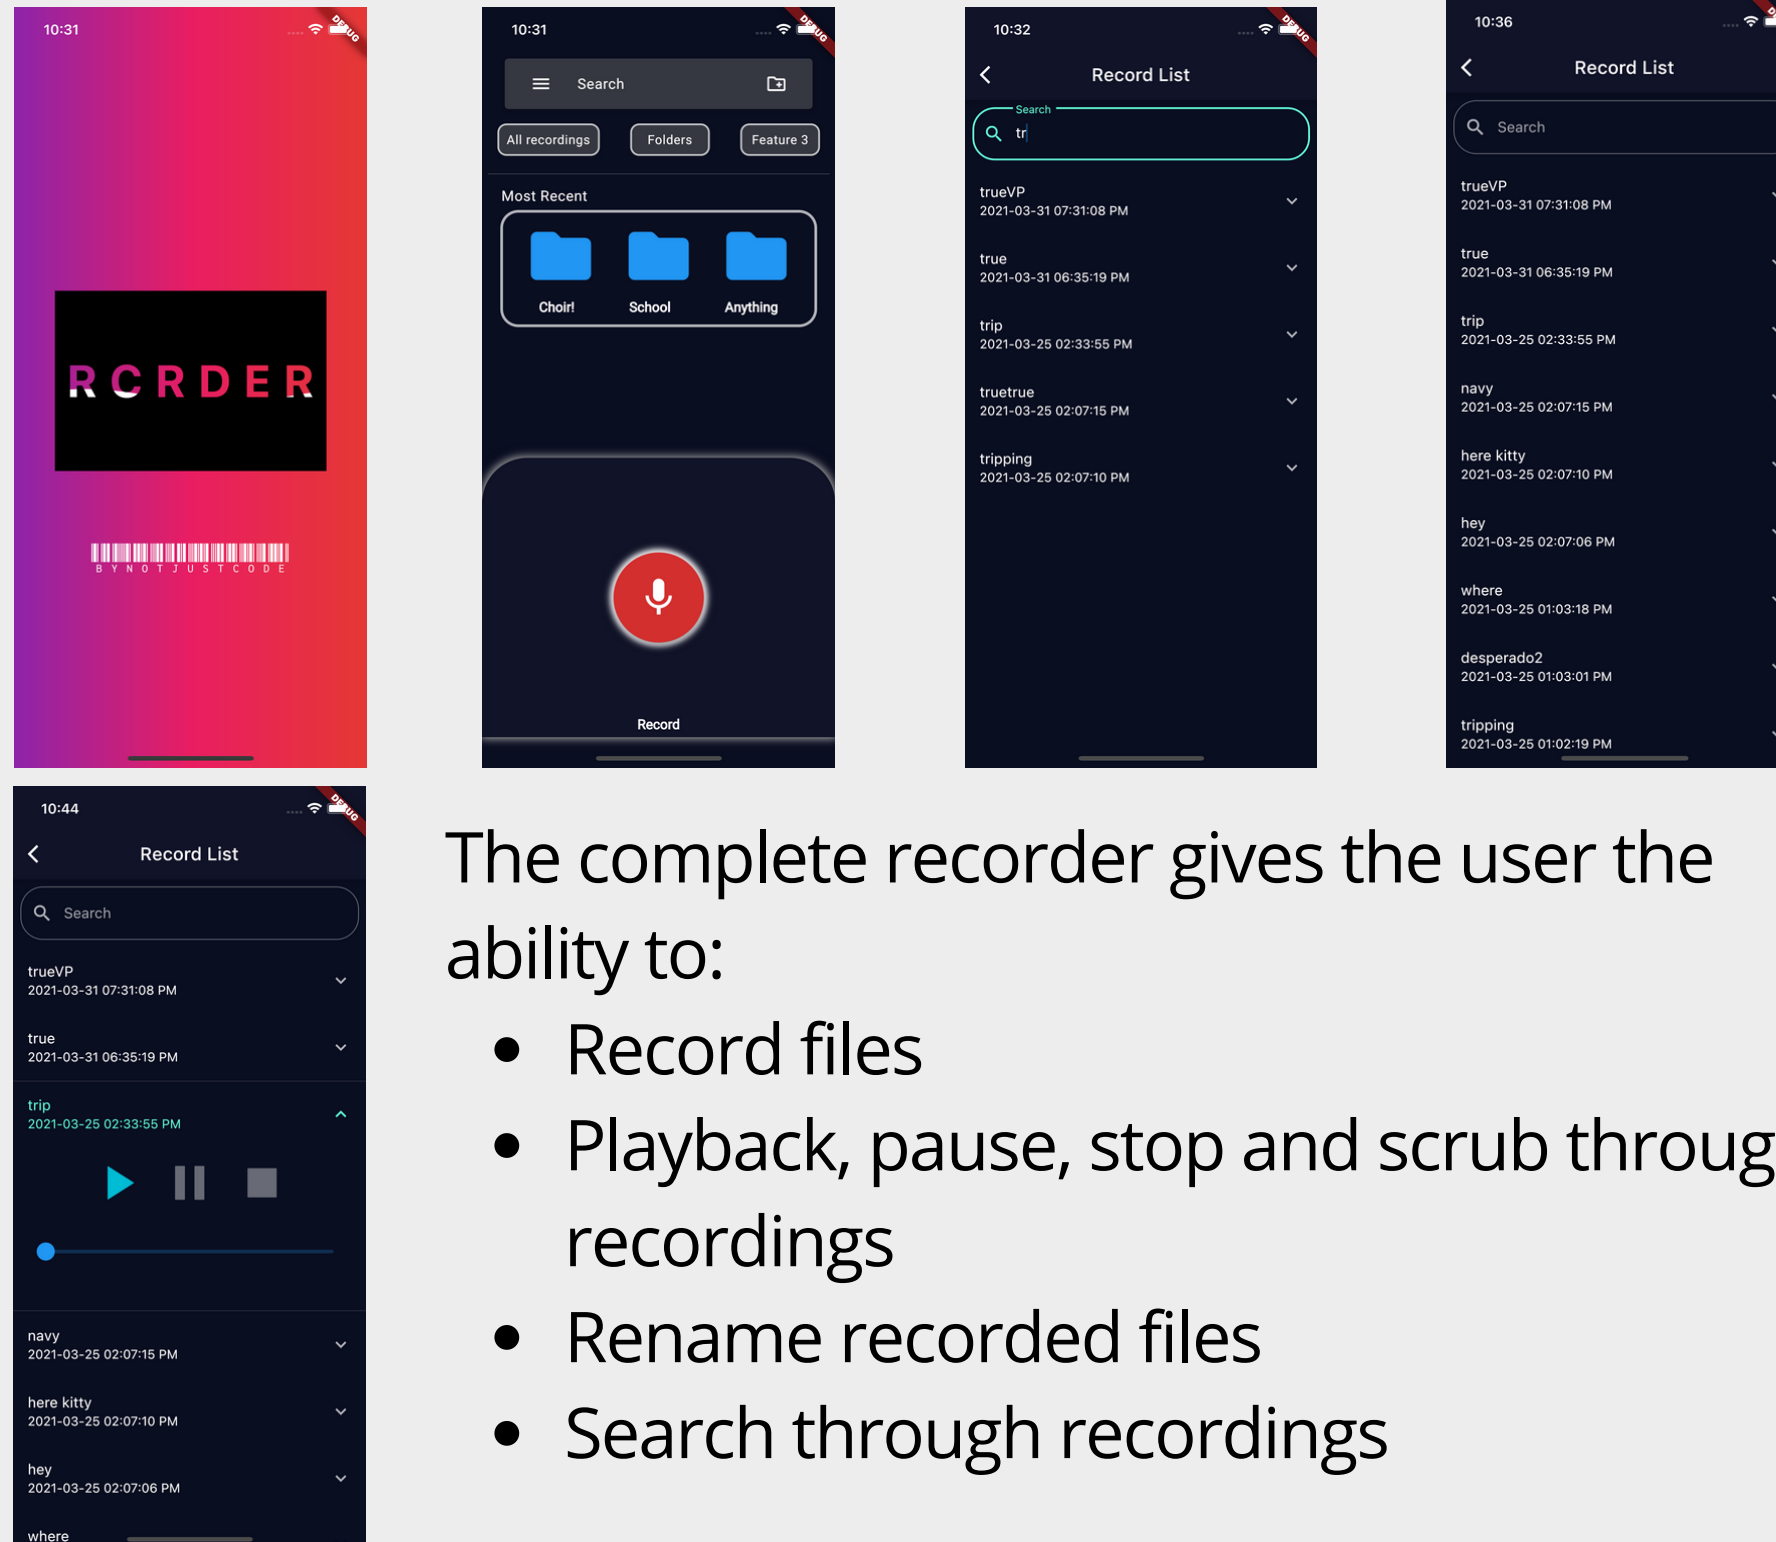 10:31
DEBUG
RCRDER
BYNOTJUSTCODE
10:31
DEBUG
Search
All recordings
Folders
Feature 3
Most Recent
Choir!
School
Anything
Record
10:32
DEBUG
Record List
Search
tr
trueVP
2021-03-31 07:31:08 PM
true
2021-03-31 06:35:19 PM
trip
2021-03-25 02:33:55 PM
truetrue
2021-03-25 02:07:15 PM
tripping
2021-03-25 02:07:10 PM
10:36
Record List
Search
trueVP
2021-03-31 07:31:08 PM
true
2021-03-31 06:35:19 PM
trip
2021-03-25 02:33:55 PM
navy
2021-03-25 02:07:15 PM
here kitty
2021-03-25 02:07:10 PM
hey
2021-03-25 02:07:06 PM
where
2021-03-25 01:03:18 PM
desperado2
2021-03-25 01:03:01 PM
tripping
2021-03-25 01:02:19 PM
10:44
DEBUG
Record List
Search
trueVP
2021-03-31 07:31:08 PM
true
2021-03-31 06:35:19 PM
trip
2021-03-25 02:33:55 PM
navy
2021-03-25 02:07:15 PM
here kitty
2021-03-25 02:07:10 PM
hey
2021-03-25 02:07:06 PM
where
The complete recorder gives the user the
ability to:
• Record files
• Playback, pause, stop and scrub throug
recordings
• Rename recorded files
• Search through recordings